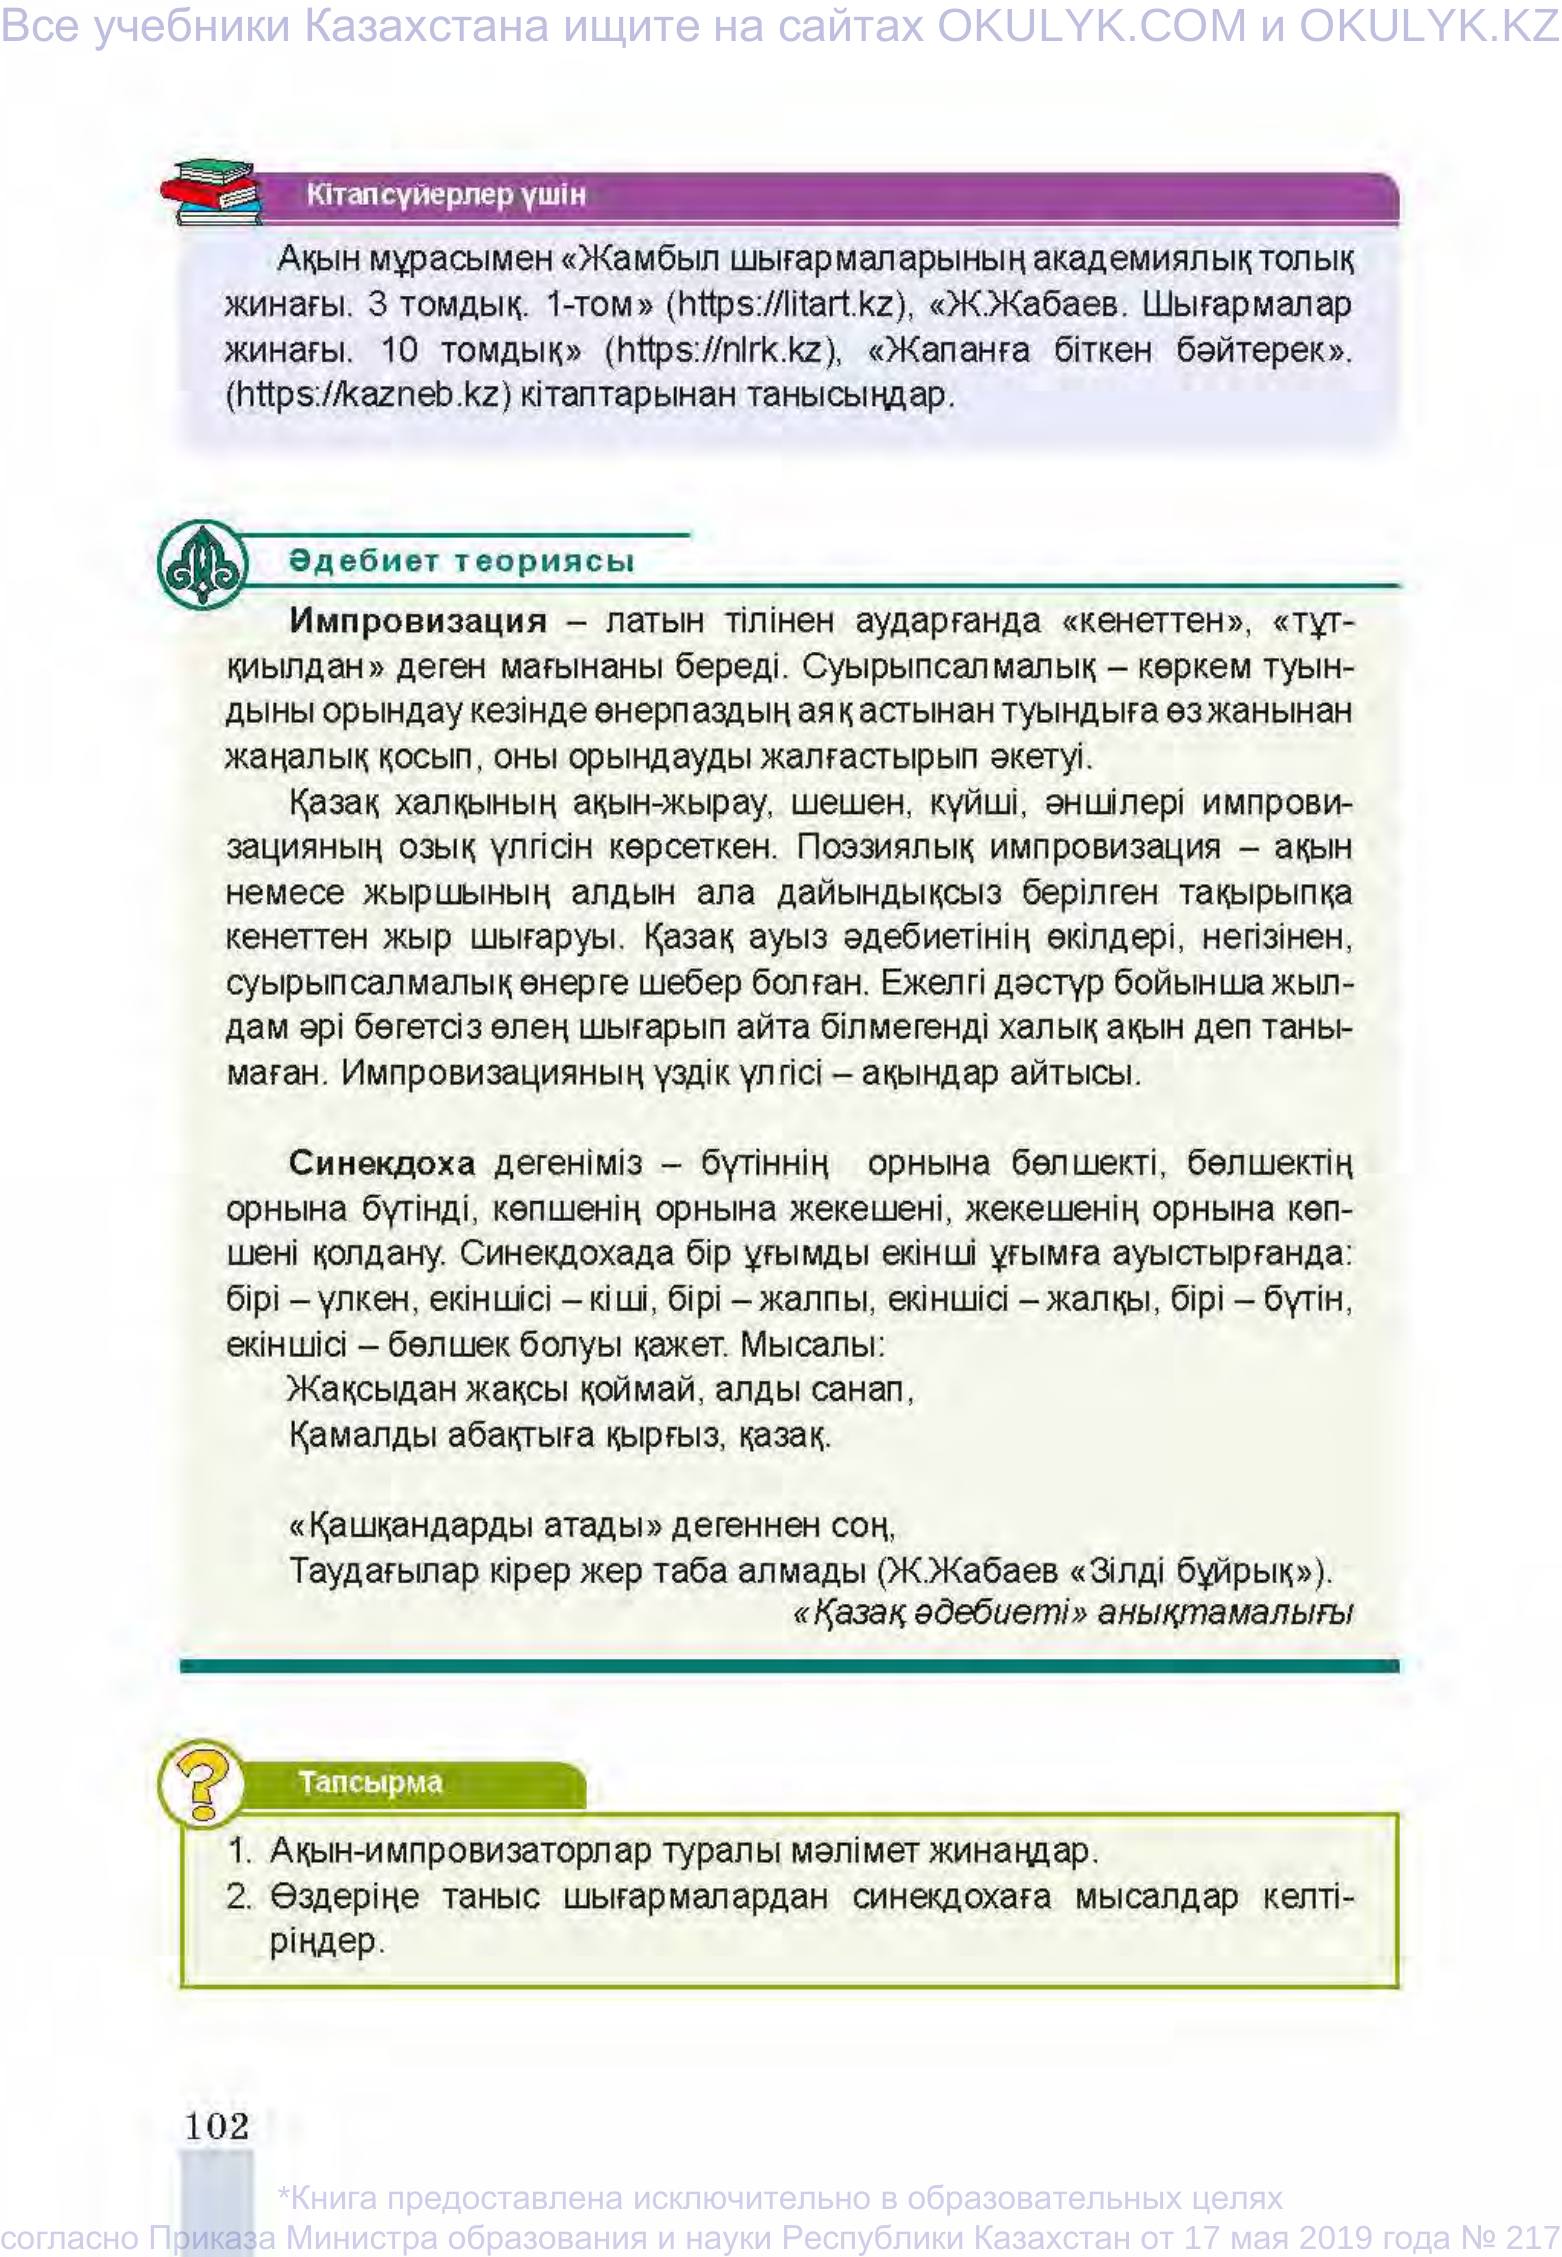 Все учебники Казахстана ищите на сайтах OKULYK.COM и OKULYK.KZ
Кітапсүйерлер үшін
Ақын мұрасымен «Жамбыл шығармаларының академиялық толық
жинағы. 3 томдық. 1-том» (https://litart.kz), «Ж.Жабаев. Шығармалар
жинағы. 10 томдық» (https://nlrk.kz), «Жапанға біткен бәйтерек».
(https://kazneb.kz) кітаптарынан танысыңдар.
Әдебиет теориясы
Импровизация – латын тілінен аударғанда «кенеттен», «тұт-
қиылдан» деген мағынаны береді. Суырыпсалмалық – көркем туын-
дыны орындау кезінде өнерпаздың аяқ астынан туындыға өз жанынан
жаңалық қосып, оны орындауды жалғастырып әкетуі.
Қазақ халқының ақын-жырау, шешен, күйші, әншілері импрови-
зацияның озық үлгісін көрсеткен. Поэзиялық импровизация – ақын
немесе жыршының алдын ала дайындықсыз берілген тақырыпқа
кенеттен жыр шығаруы. Қазақ ауыз әдебиетінің өкілдері, негізінен,
суырыпсалмалық өнерге шебер болған. Ежелгі дәстүр бойынша жыл-
дам әрі бөгетсіз өлең шығарып айта білмегенді халық ақын деп таны-
маған. Импровизацияның үздік үлгісі – ақындар айтысы.
Синекдоха дегеніміз – бүтіннің орнына бөлшекті, бөлшектің
орнына бүтінді, көпшенің орнына жекешені, жекешенің орнына көп-
шені қолдану. Синекдохада бір ұғымды екінші ұғымға ауыстырғанда:
бірі – үлкен, екіншісі – кіші, бірі – жалпы, екіншісі – жалқы, бірі – бүтін,
екіншісі – бөлшек болуы қажет. Мысалы:
Жақсыдан жақсы қоймай, алды санап,
Қамалды абақтыға қырғыз, қазақ.
«Қашқандарды атады» дегеннен соң,
Таудағылар кірер жер таба алмады (Ж.Жабаев «Зілді бұйрық»).
«Қазақ әдебиеті» анықтамалығы
Тапсырма
1. Ақын-импровизаторлар туралы мәлімет жинаңдар.
2. Өздеріңе таныс шығармалардан синекдохаға мысалдар келті-
ріңдер.
102
*Книга предоставлена исключительно в образовательных целях
согласно Приказа Министра образования и науки Республики Казахстан от 17 мая 2019 года № 217